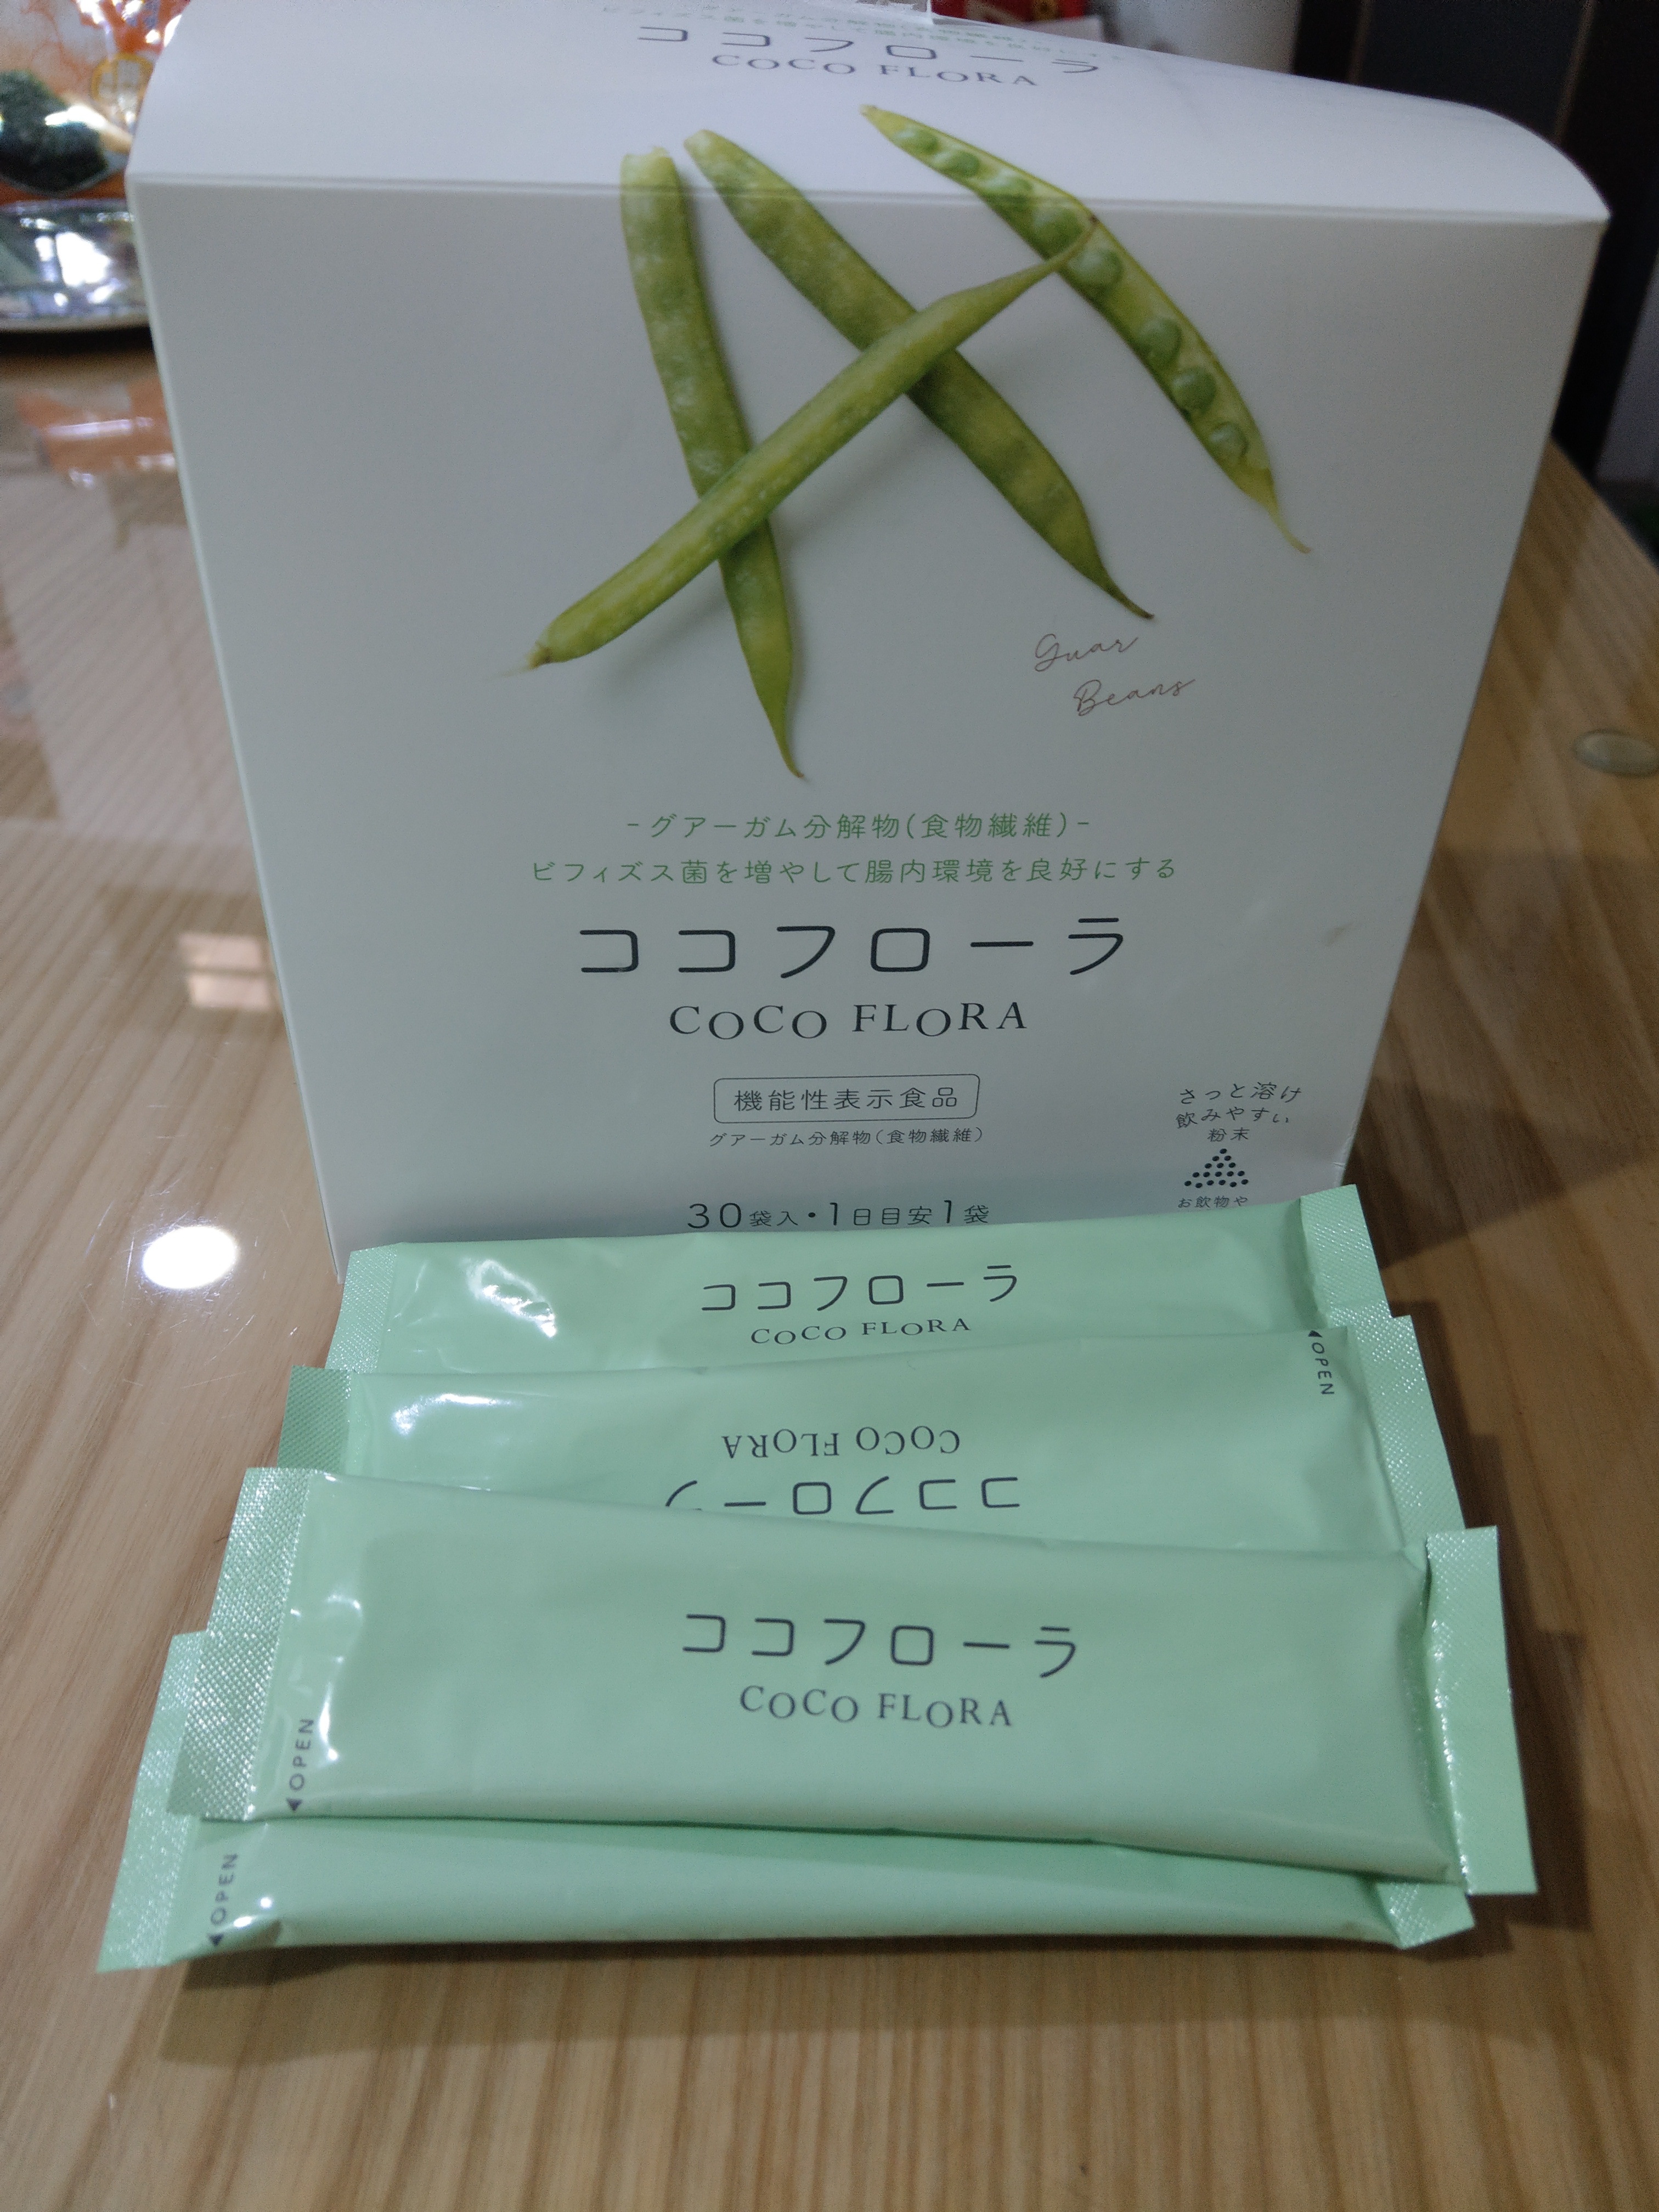 ココフローラ
COCO FLORA
Guar
Beans
-グアーガム分解物(食物繊維)-
ビフィズス菌を増やして腸内環境を良好にする
ココフローラ
COCO FLORA
機能性表示食品
グアーガム分解物(食物繊維)
30袋入・1日目安1袋
さっと溶け
飲みやすい
粉末
お飲物や
ココフローラ
COCO FLORA
◀OPEN
COCO FLORA
ココフロー
ココフローラ
COCO FLORA
◀OPEN
◀OPEN